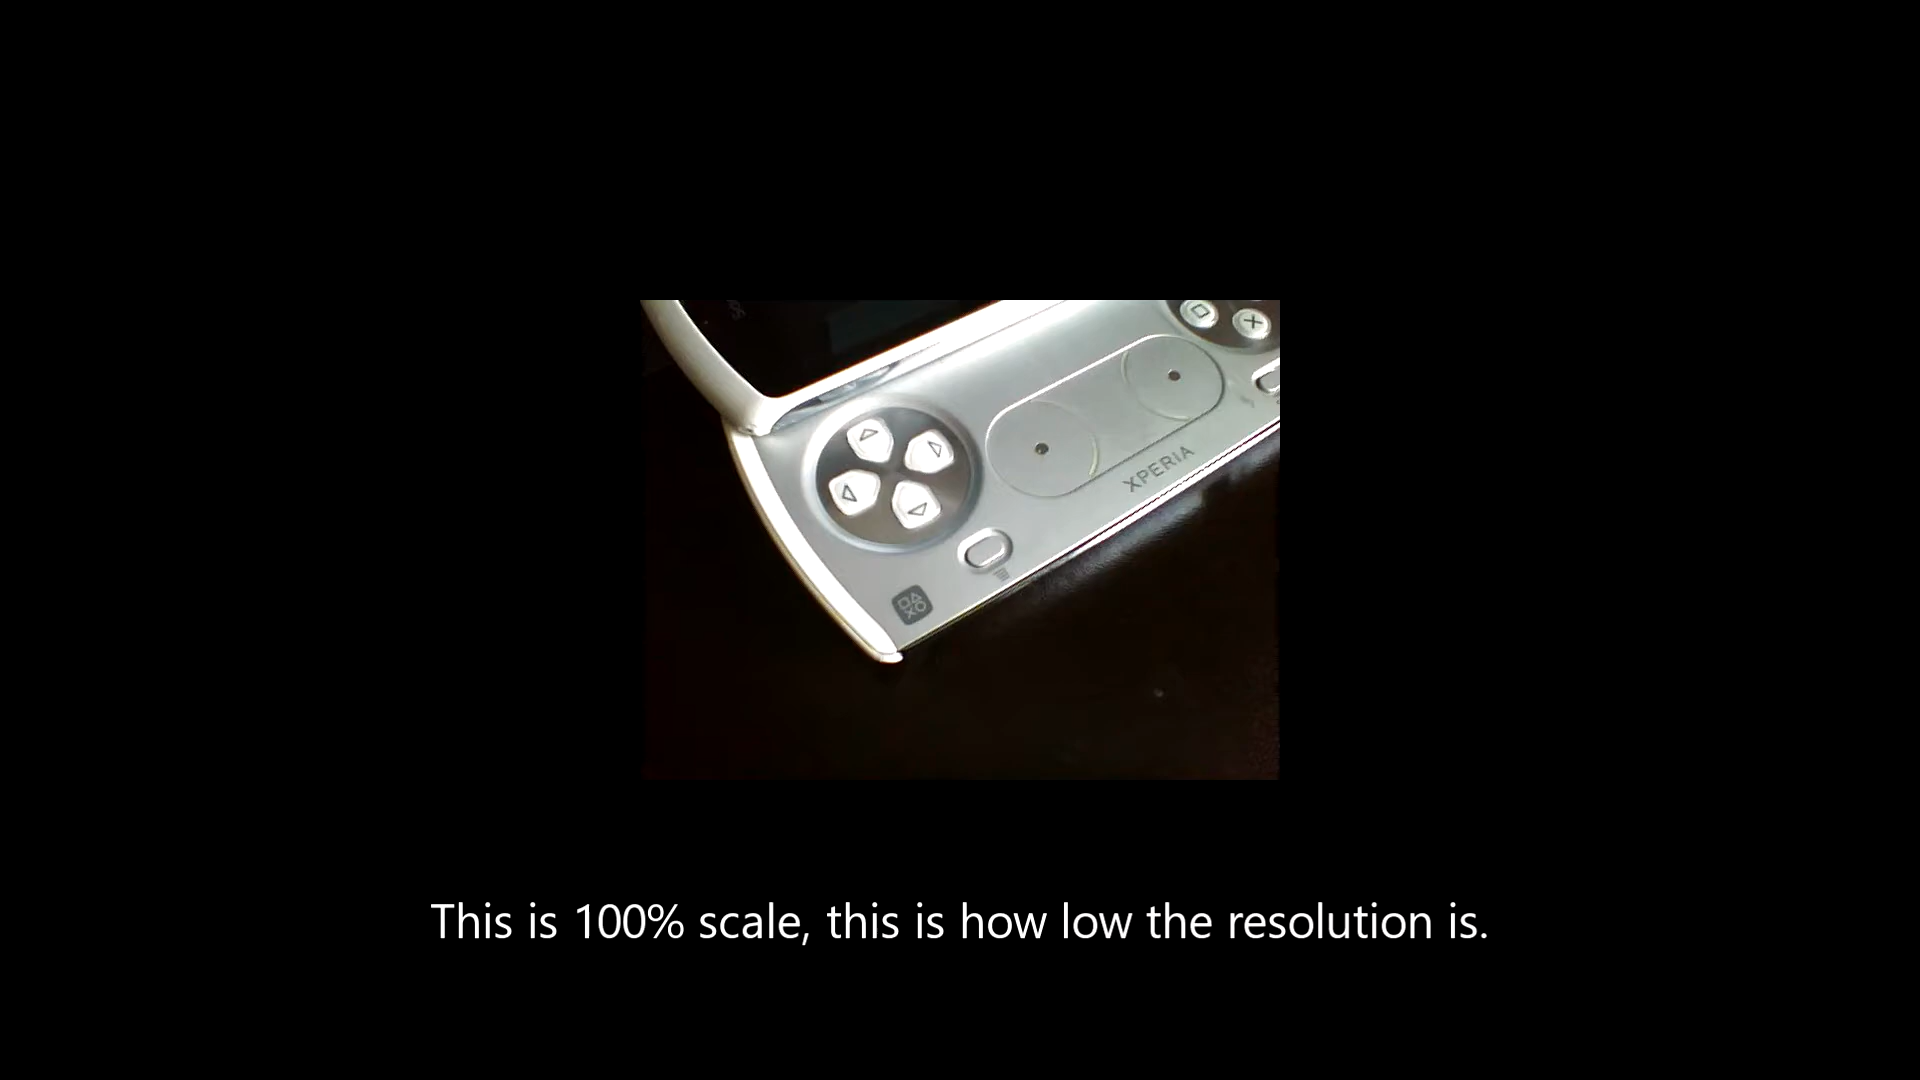 XPERIA
This is 100% scale, this is how low the resolution is.